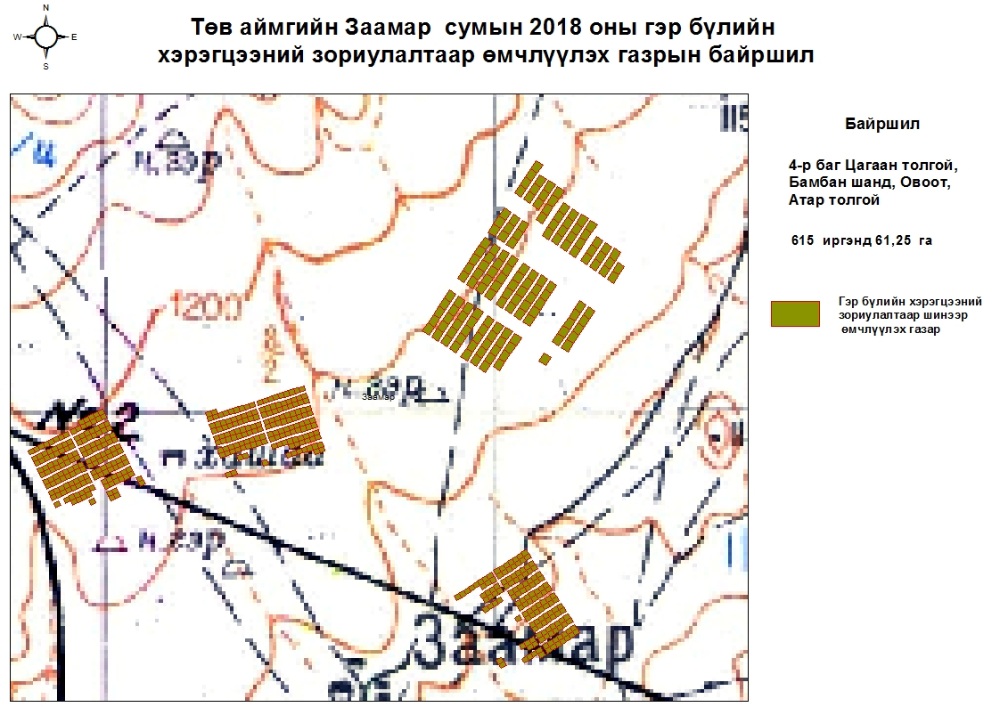 N
W E
S
Төв аймгийн Заамар сумын 2018 оны гэр бүлийн
хэрэгцээний зориулалтаар өмчлүүлэх газрын байршил
Байршил
4-р баг Цагаан толгой,
Бамбан шанд, Овоот,
Атар толгой
615 иргэнд 61,25 га
Гэр бүлийн хэрэгцээний
зориулалтаар шинээр
өмчлүүлэх газар
1200
Заамар
Заамар